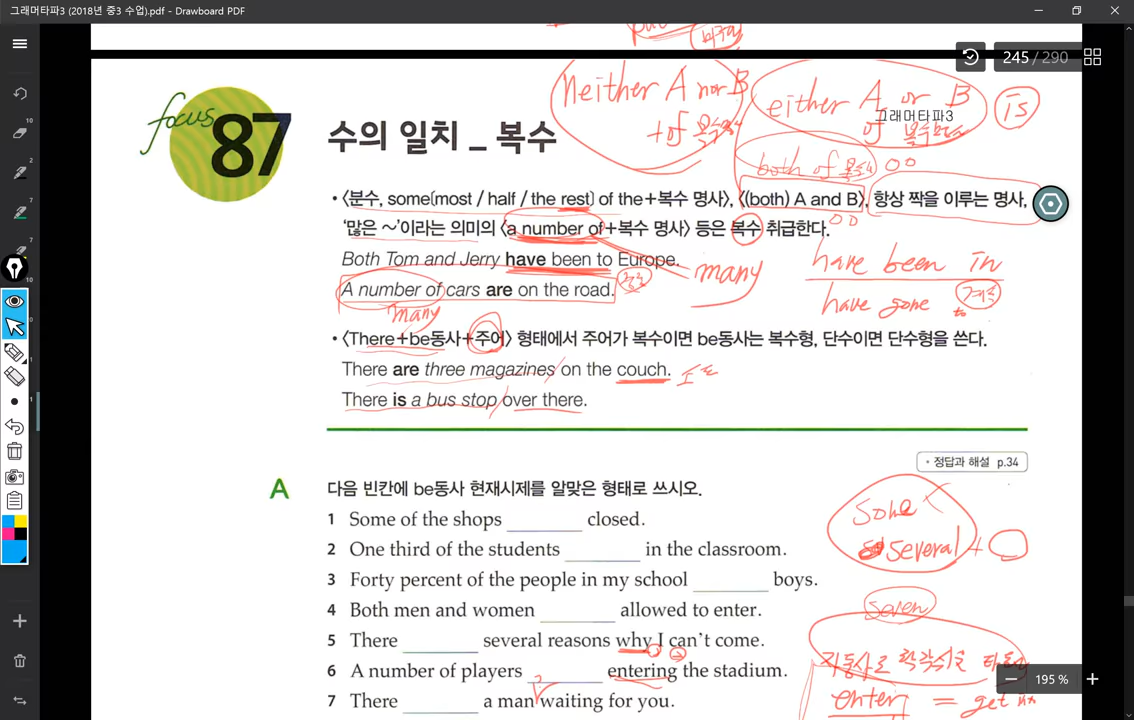 그래머타파3 (2018년 중3 수업).pdf - Drawboard PDF
245 / 290
neither A nor B
either A or B
is
그래머타파3
+of
of
focus
87
수의 일치 _ 복수
both of
• 〈분수, some(most / half / the rest) of the+복수 명사〉, 〈(both) A and B〉, 항상 짝을 이루는 명사,
‘많은 ~’이라는 의미의 〈a number of+복수 명사〉 등은 복수 취급한다.
Both Tom and Jerry have been to Europe.
many
have been in
A number of cars are on the road.
have gone to
many
• 〈There+be동사+주어〉 형태에서 주어가 복수이면 be동사는 복수형, 단수이면 단수형을 쓴다.
There are three magazines on the couch.
There is a bus stop over there.
• 정답과 해설 p.34
A
다음 빈칸에 be동사 현재시제를 알맞은 형태로 쓰시오.
1 Some of the shops ________ closed.
some
2 One third of the students ________ in the classroom.
several +
3 Forty percent of the people in my school ________ boys.
4 Both men and women ________ allowed to enter.
seven
5 There ________ several reasons why I can’t come.
6 A number of players ________ entering the stadium.
195 %
7 There ________ a man waiting for you.
enter = get